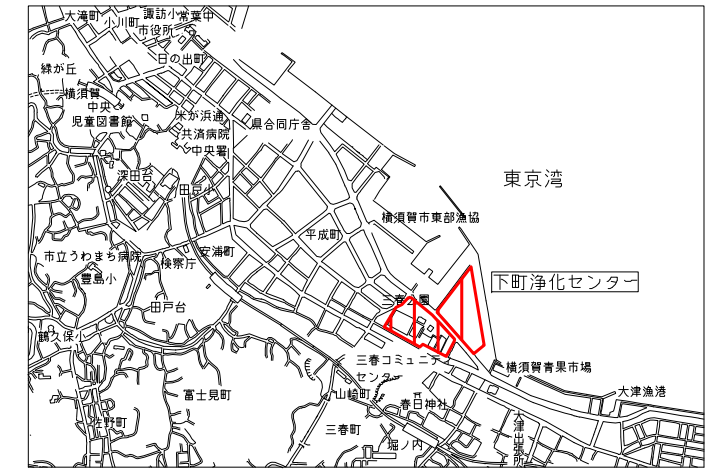 大滝町
小川町
諏訪小
常葉中
市役所
日の出町
緑が丘
横須賀
中央
児童図書館
米が浜通
共済病院
中央署
県合同庁舎
深田台
田戸小
東京湾
横須賀市東部漁協
平成町
安浦町
市立うわまち病院
検察庁
豊島小
下町浄化センター
三春公園
田戸台
鶴久保小
三春コミュニティ
センター
横須賀青果市場
大津漁港
富士見町
山崎町
春日神社
佐野町
三春町
堀ノ内
大津出張所